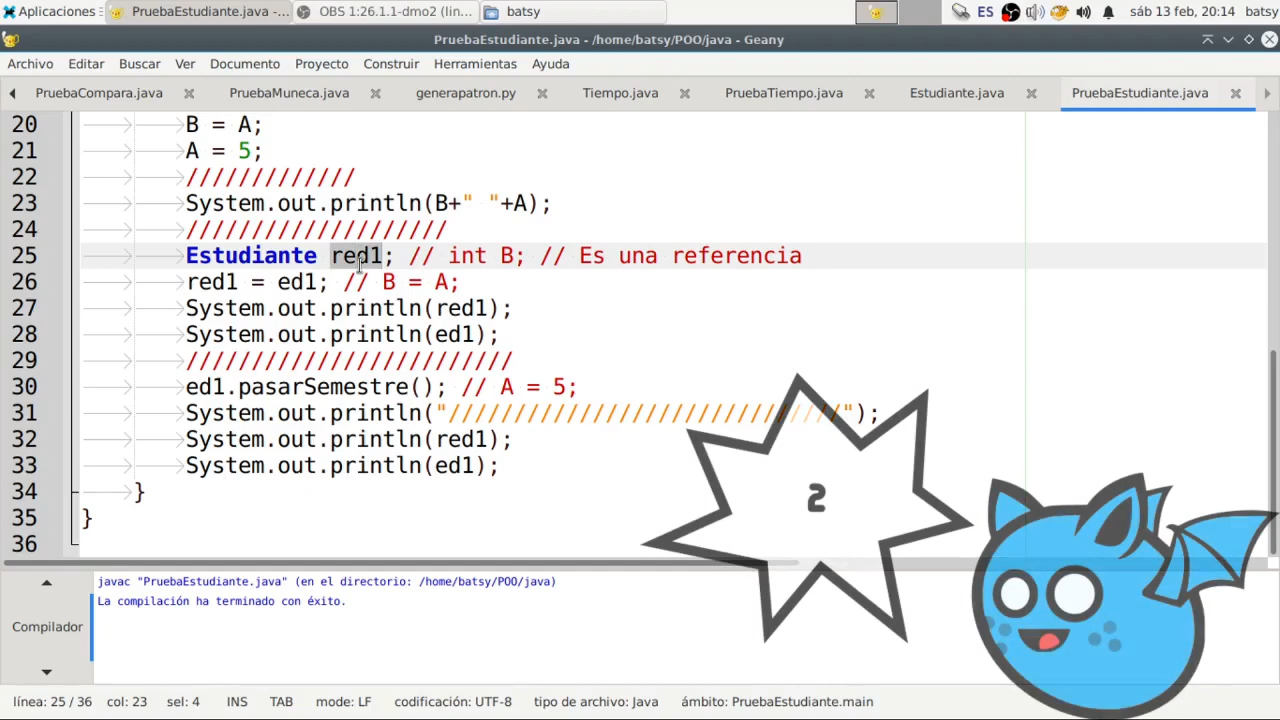 Aplicaciones PruebaEstudiante.java -... OBS 1:26.1.1-dmo2 (lin... batsy ES sáb 13 feb, 20:14 batsy
PruebaEstudiante.java - /home/batsy/POO/java - Geany
Archivo Editar Buscar Ver Documento Proyecto Construir Herramientas Ayuda
PruebaCompara.java PruebaMuneca.java generapatron.py Tiempo.java PruebaTiempo.java Estudiante.java PruebaEstudiante.java
20 B = A;
21 A = 5;
22 /////////////
23 System.out.println(B+" "+A);
24 ////////////////////
25 Estudiante red1; // int B; // Es una referencia
26 red1 = ed1; // B = A;
27 System.out.println(red1);
28 System.out.println(ed1);
29 /////////////////////////
30 ed1.pasarSemestre(); // A = 5;
31 System.out.println("//////////////////////////////");
32 System.out.println(red1);
33 System.out.println(ed1);
34 }
35 }
36
2
javac "PruebaEstudiante.java" (en el directorio: /home/batsy/POO/java)
La compilación ha terminado con éxito.
Compilador
línea: 25 / 36 col: 23 sel: 4 INS TAB mode: LF codificación: UTF-8 tipo de archivo: Java ámbito: PruebaEstudiante.main